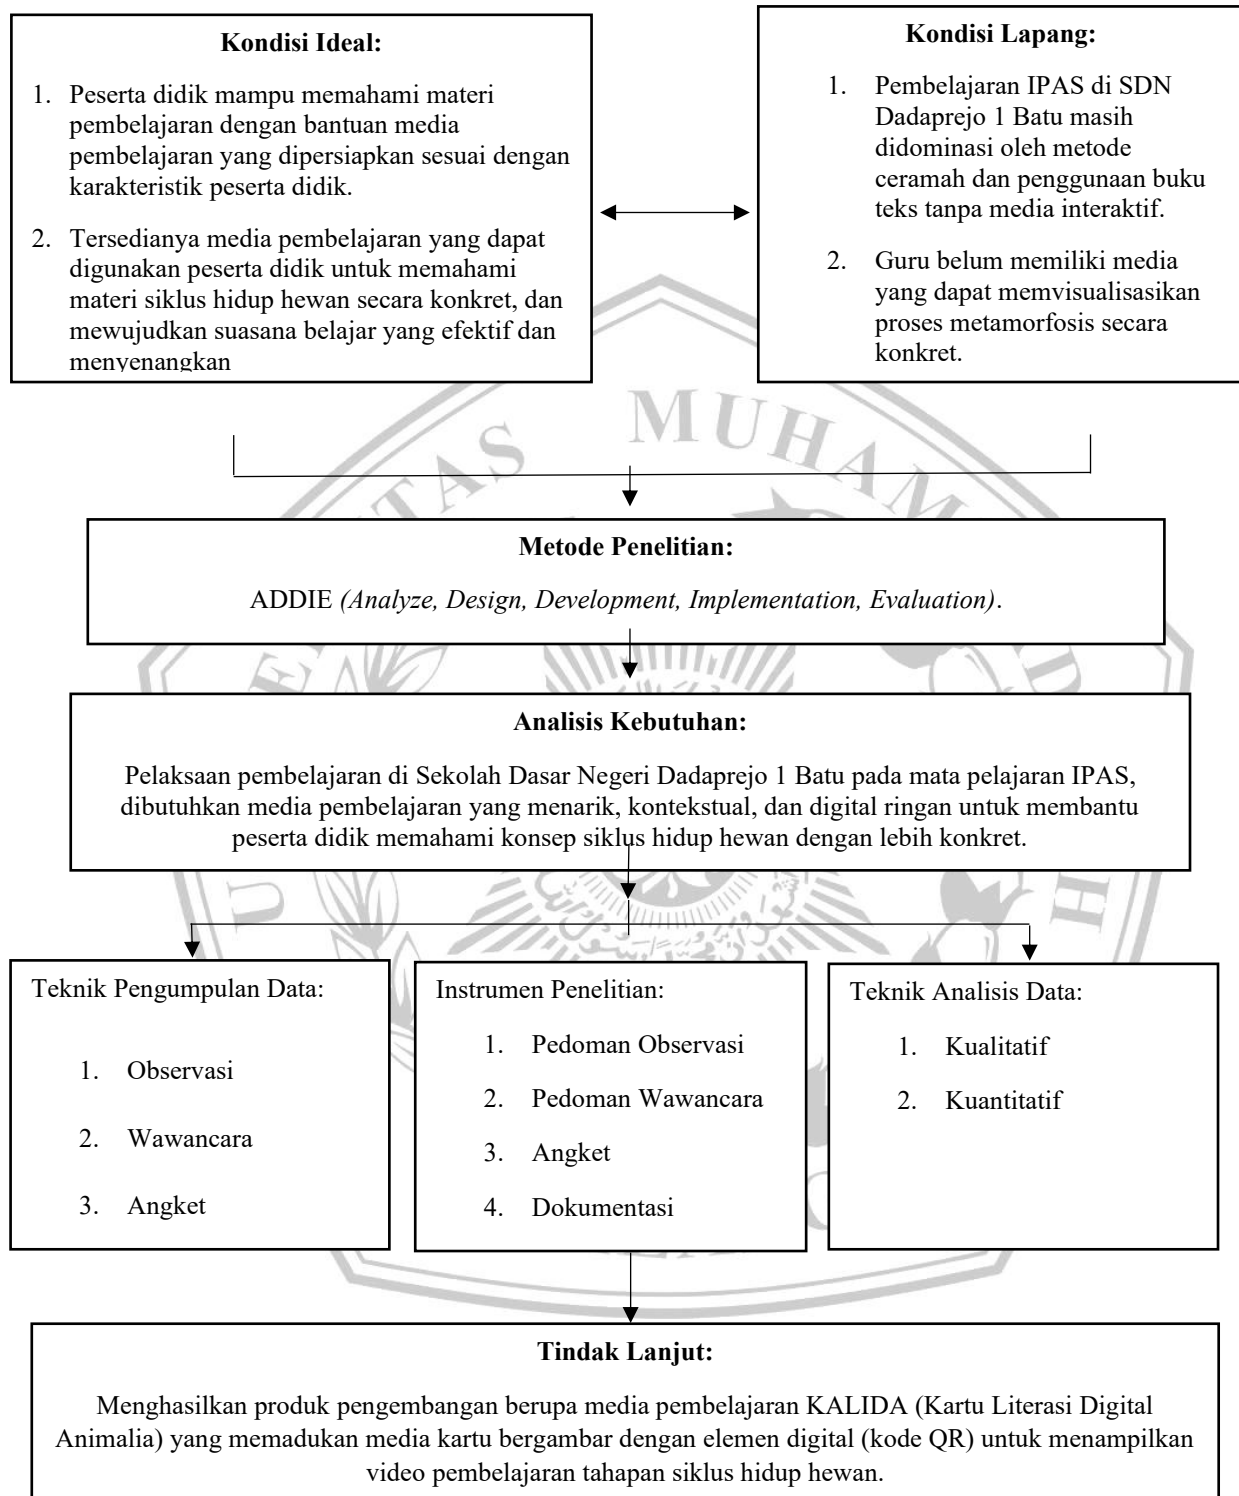 Kondisi Ideal:
1. Peserta didik mampu memahami materi
pembelajaran dengan bantuan media
pembelajaran yang dipersiapkan sesuai dengan
karakteristik peserta didik.
2. Tersedianya media pembelajaran yang dapat
digunakan peserta didik untuk memahami
materi siklus hidup hewan secara konkret, dan
mewujudkan suasana belajar yang efektif dan
menyenangkan
Kondisi Lapang:
1. Pembelajaran IPAS di SDN
Dadaprejo 1 Batu masih
didominasi oleh metode
ceramah dan penggunaan buku
teks tanpa media interaktif.
2. Guru belum memiliki media
yang dapat memvisualisasikan
proses metamorfosis secara
konkret.
Metode Penelitian:
ADDIE (Analyze, Design, Development, Implementation, Evaluation).
Analisis Kebutuhan:
Pelaksaan pembelajaran di Sekolah Dasar Negeri Dadaprejo 1 Batu pada mata pelajaran IPAS,
dibutuhkan media pembelajaran yang menarik, kontekstual, dan digital ringan untuk membantu
peserta didik memahami konsep siklus hidup hewan dengan lebih konkret.
Teknik Pengumpulan Data:
1. Observasi
2. Wawancara
3. Angket
Instrumen Penelitian:
1. Pedoman Observasi
2. Pedoman Wawancara
3. Angket
4. Dokumentasi
Teknik Analisis Data:
1. Kualitatif
2. Kuantitatif
Tindak Lanjut:
Menghasilkan produk pengembangan berupa media pembelajaran KALIDA (Kartu Literasi Digital
Animalia) yang memadukan media kartu bergambar dengan elemen digital (kode QR) untuk menampilkan
video pembelajaran tahapan siklus hidup hewan.